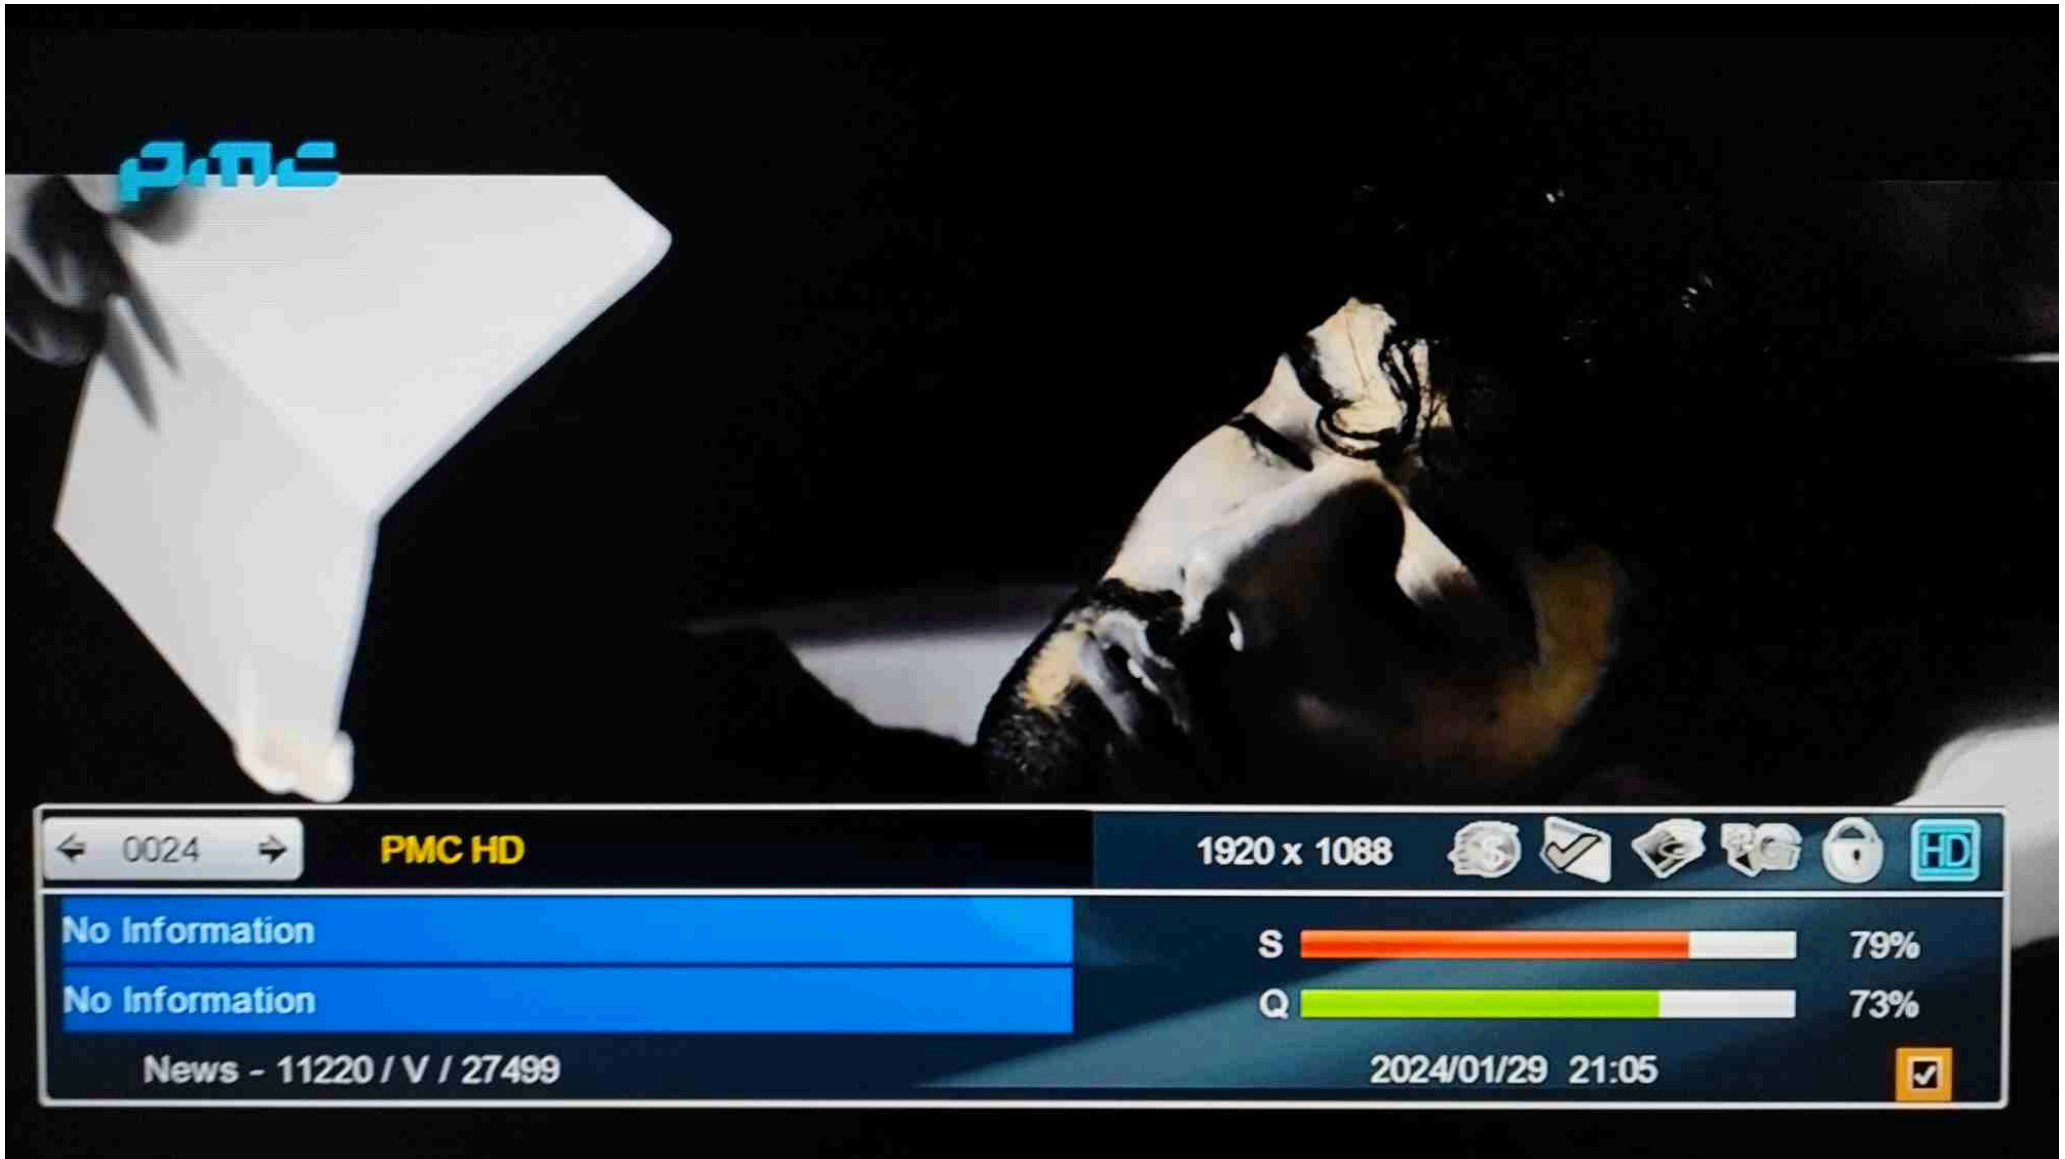 pmc
0024
PMC HD
1920 x 1088
HD
No Information
S
79%
No Information
Q
73%
News - 11220 / V / 27499
2024/01/29 21:05